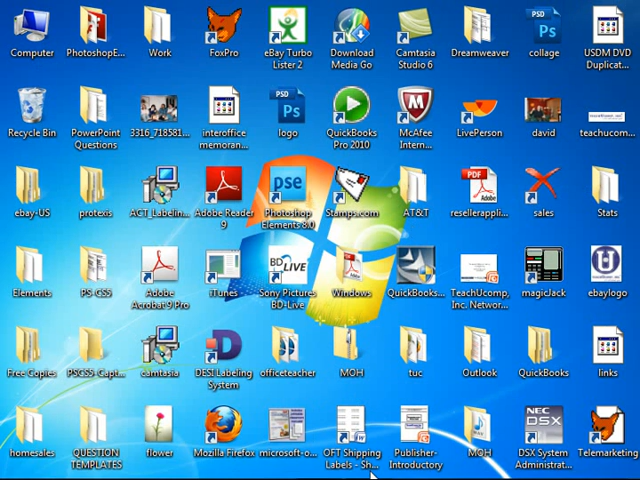 Computer
PhotoshopE...
Work
FoxPro
eBay Turbo
Lister 2
Download
Media Go
Camtasia
Studio 6
Dreamweaver
PSD
Ps
collage
USDM DVD
Duplicat...
Recycle Bin
PowerPoint
Questions
3316_718581...
interoffice
memoran...
PSD
Ps
logo
QuickBooks
Pro 2010
McAfee
Intern...
LivePerson
david
teachucom...
ebay-US
protexis
ACT_Labelin...
Adobe Reader
9
pse
Photoshop
Elements 8.0
Stamps.com
AT&T
PDF
Adobe
resellerappli...
sales
Stats
Elements
PS- CS5
Adobe
Acrobat 9 Pro
iTunes
BD LIVE
Sony Pictures
BD-Live
Windows
QuickBooks...
TeachUcomp,
Inc. Networ...
magicJack
U
ebaylogo
Free Copies
PSCS5- Capt...
camtasia
D
DESI Labeling
System
officeteacher
MOH
tuc
Outlook
QuickBooks
links
homesales
QUESTION
TEMPLATES
flower
Mozilla Firefox
microsoft-o...
OFT Shipping
Labels - Sh...
Publisher-
Introductory
MOH
NEC
DSX
DSX System
Administrat...
Telemarketing